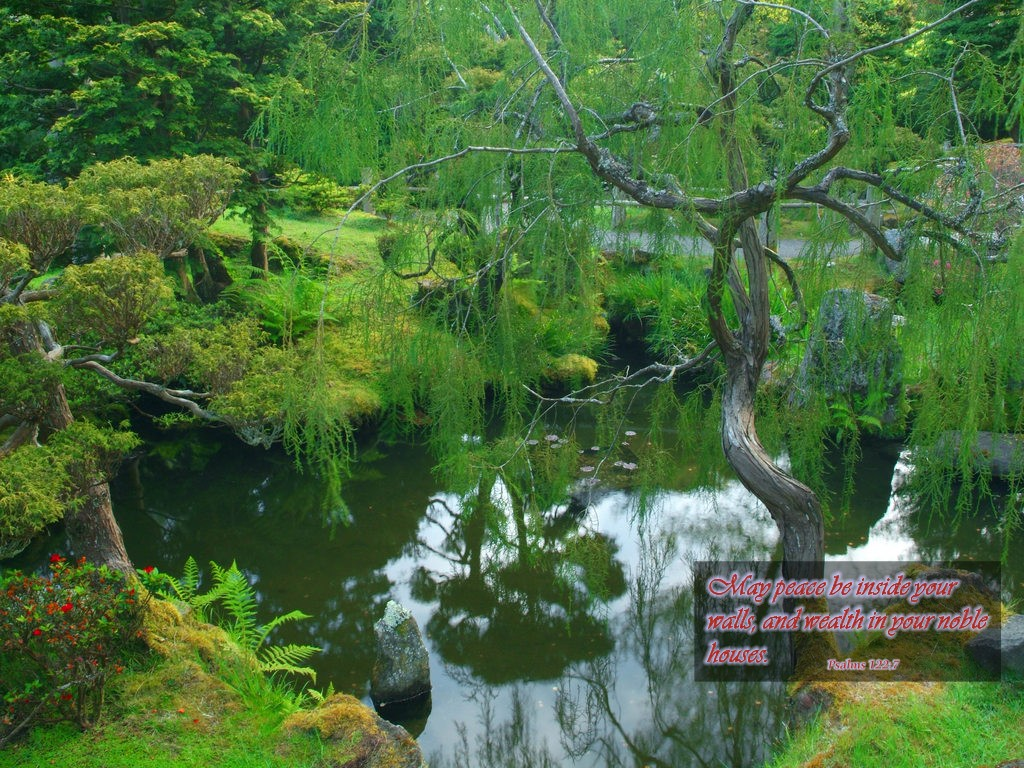 May peace be inside your
walls, and wealth in your noble
houses.
Psalms 122:7